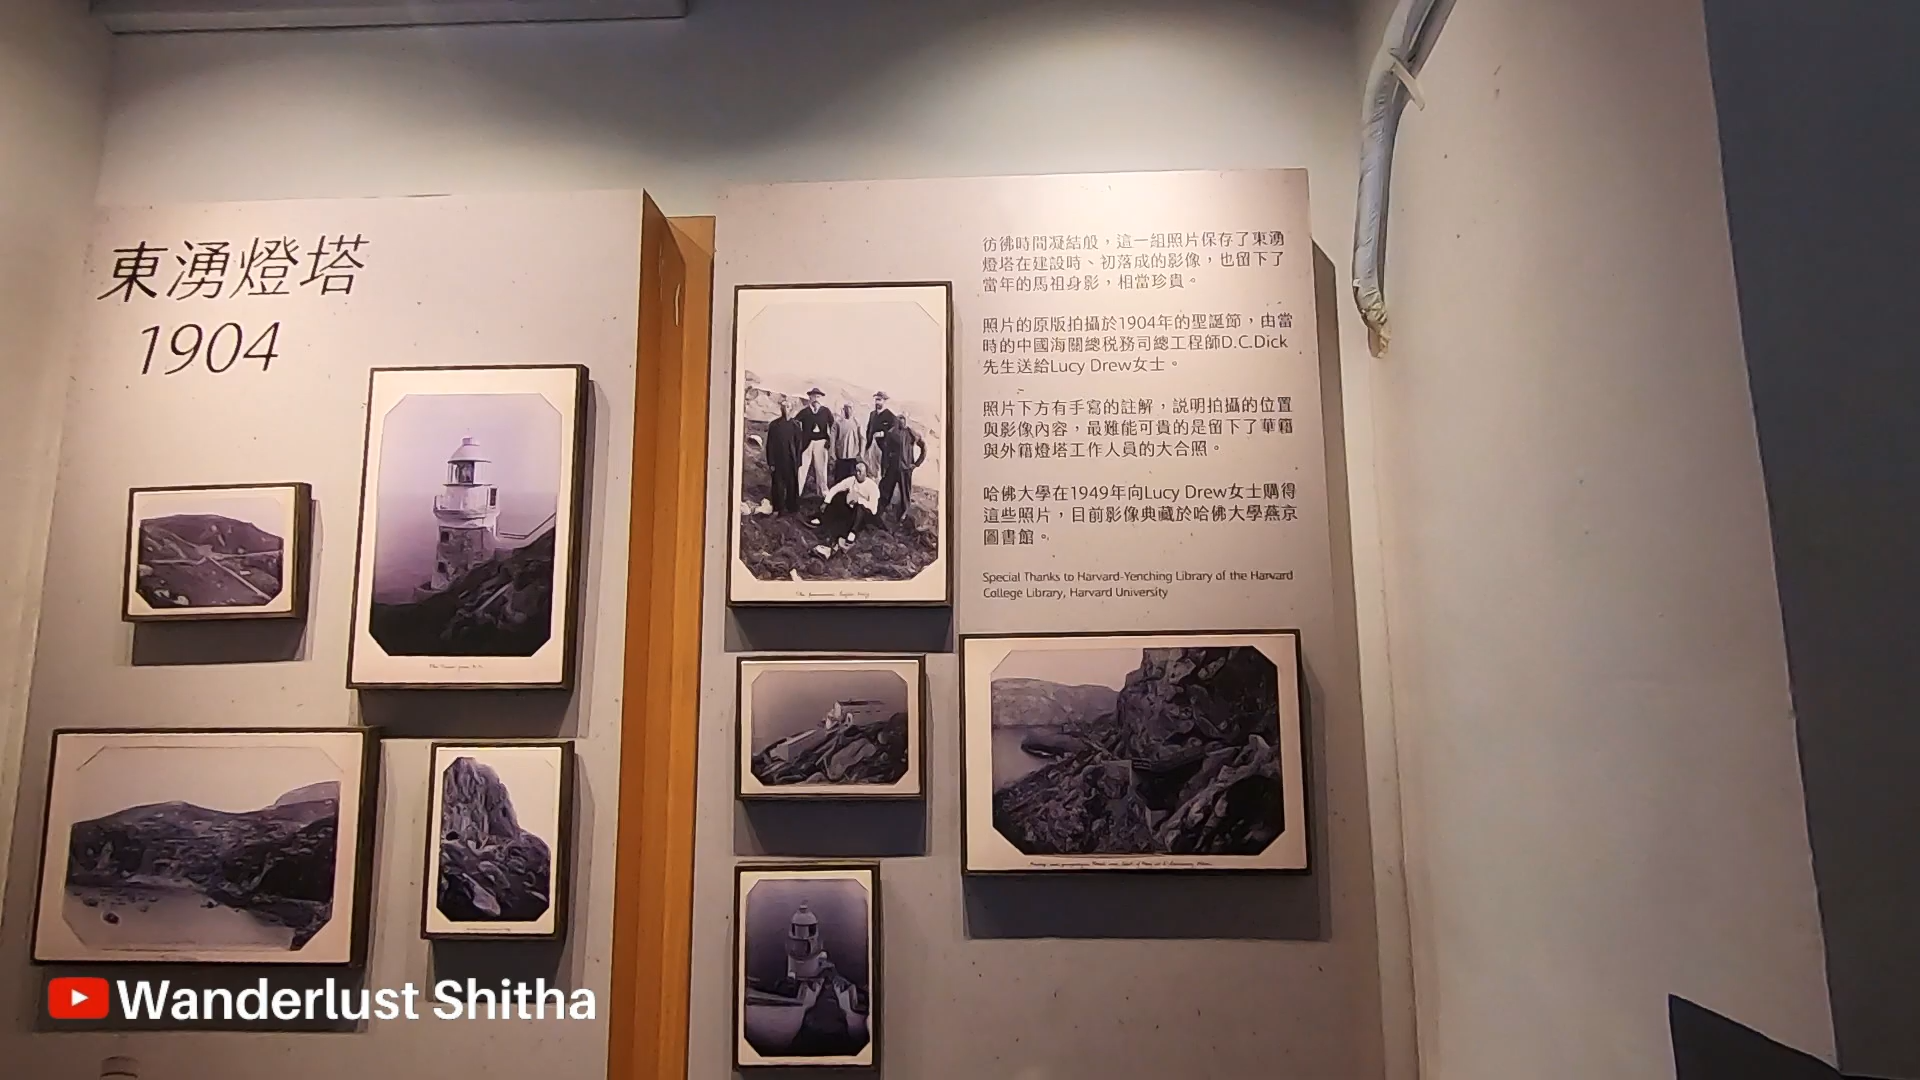 東湧燈塔
1904
彷彿時間凝結般，這一組照片保存了東湧
燈塔在建設時、初落成的影像，也留下了
當年的馬祖身影，相當珍貴。
照片的原版拍攝於1904年的聖誕節，由當
時的中國海關總稅務司總工程師D.C.Dick
先生送給Lucy Drew女士。
照片下方有手寫的註解，説明拍攝的位置
與影像內容，最難能可貴的是留下了華籍
與外籍燈塔工作人員的大合照。
哈佛大學在1949年向Lucy Drew女士購得
這些照片，目前影像典藏於哈佛大學燕京
圖書館。
Special Thanks to Harvard-Yenching Library of the Harvard
College Library, Harvard University
Wanderlust Shitha